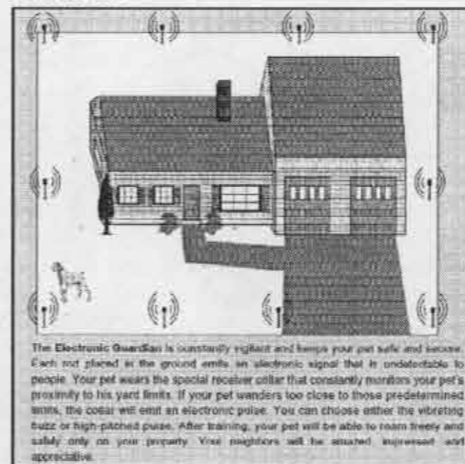 The Electronic Guardian is constantly vigilant and keeps your pet safe and secure.
Each rod placed in the ground emits an electronic signal that is undetectable to
people. Your pet wears the special receiver collar that constantly monitors your pet's
proximity to his yard limits. If your pet wanders too close to those predetermined
limits, the collar will emit an electronic pulse. You can choose either the vibrating
buzz or high-pitched pulse. After training, your pet will be able to roam freely and
safely only on your property. Your neighbors will be amazed, impressed and
appreciative.